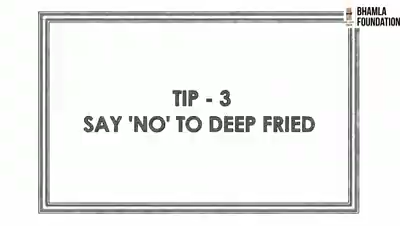 BHAMLA
FOUNDATION
TIP - 3
SAY 'NO' TO DEEP FRIED